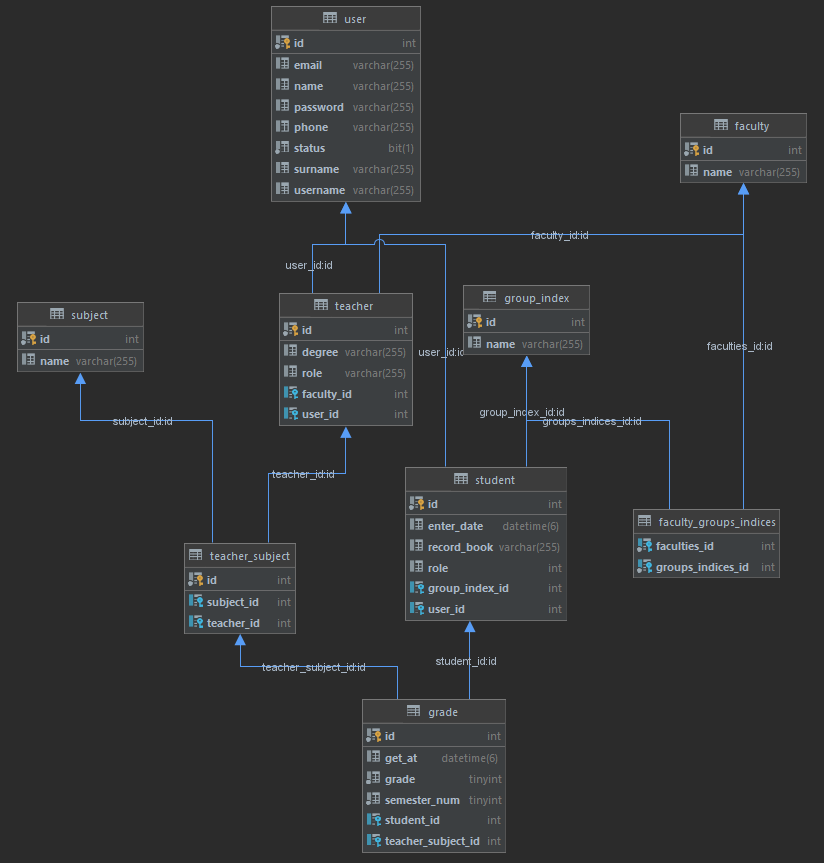 user
id int
email varchar(255)
name varchar(255)
password varchar(255)
phone varchar(255)
status bit(1)
surname varchar(255)
username varchar(255)
faculty
id int
name varchar(255)
faculty_id:id
user_id:id
teacher
id int
degree varchar(255)
role varchar(255)
faculty_id int
user_id int
group_index
id int
name varchar(255)
subject
id int
name varchar(255)
user_id:id
faculties_id:id
group_index_id:id
groups_indices_id:id
subject_id:id
teacher_id:id
student
id int
enter_date datetime(6)
record_book varchar(255)
role int
group_index_id int
user_id int
faculty_groups_indices
faculties_id int
groups_indices_id int
teacher_subject
id int
subject_id int
teacher_id int
teacher_subject_id:id
student_id:id
grade
id int
get_at datetime(6)
grade tinyint
semester_num tinyint
student_id int
teacher_subject_id int